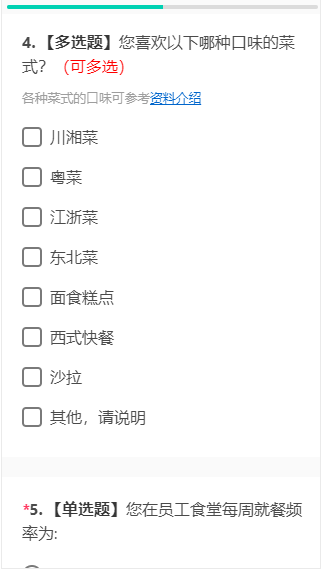 4.【多选题】您喜欢以下哪种口味的菜
式？（可多选）
各种菜式的口味可参考资料介绍
川湘菜
粤菜
江浙菜
东北菜
面食糕点
西式快餐
沙拉
其他，请说明
*5.【单选题】您在员工食堂每周就餐频
率为: